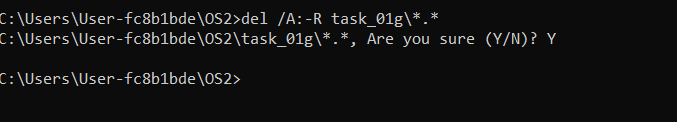 C:\Users\User-fc8b1bde\OS2>del /A:-R task_01g\*.*
C:\Users\User-fc8b1bde\OS2\task_01g\*.*, Are you sure (Y/N)? Y
C:\Users\User-fc8b1bde\OS2>